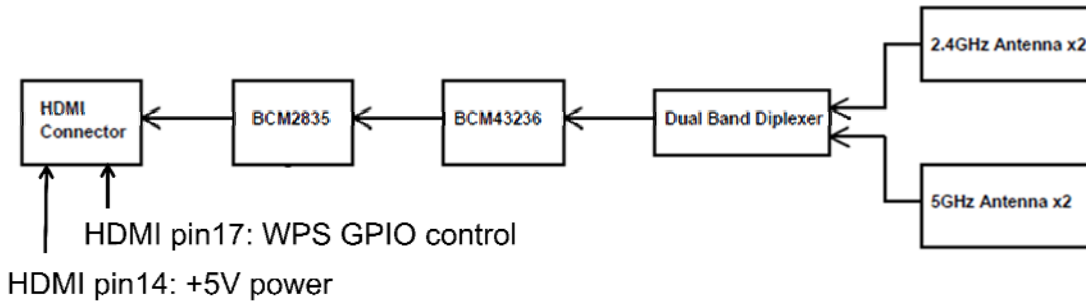 2.4GHz Antenna x2
HDMI
Connector
BCM2835
BCM43236
Dual Band Diplexer
5GHz Antenna x2
HDMI pin17: WPS GPIO control
HDMI pin14: +5V power